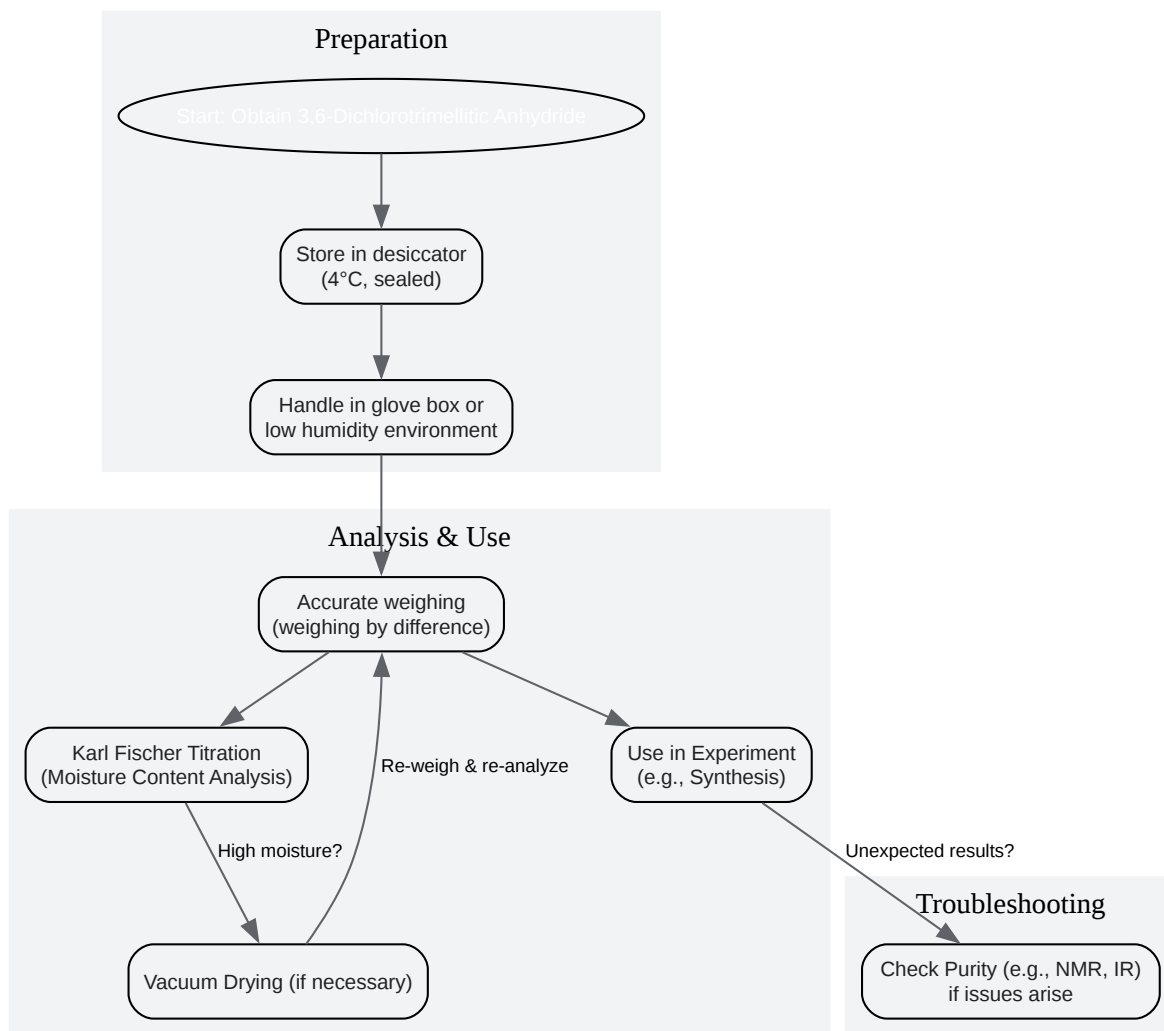 Preparation
Start: Obtain 3,6-Dichlorotrimellitic Anhydride
Store in desiccator
(4°C, sealed)
Handle in glove box or
low humidity environment
Analysis & Use
Accurate weighing
(weighing by difference)
Karl Fischer Titration
(Moisture Content Analysis)
Re-weigh & re-analyze
Use in Experiment
(e.g., Synthesis)
High moisture?
Unexpected results?
Vacuum Drying (if necessary)
Troubleshooting
Check Purity (e.g., NMR, IR)
if issues arise